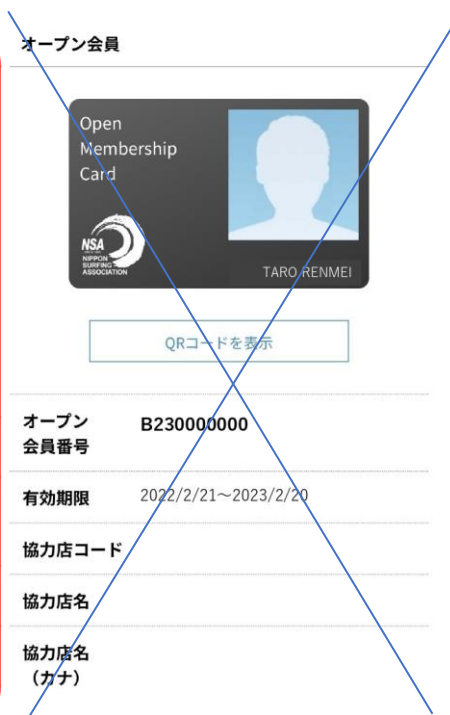 オープン会員
Open
Membership
Card
NSA
NIPPON
SURFING
ASSOCIATION
TARO RENMEI
QRコードを表示
オープン
会員番号
B230000000
有効期限
2022/2/21～2023/2/20
協力店コード
協力店名
協力店名
（カナ）